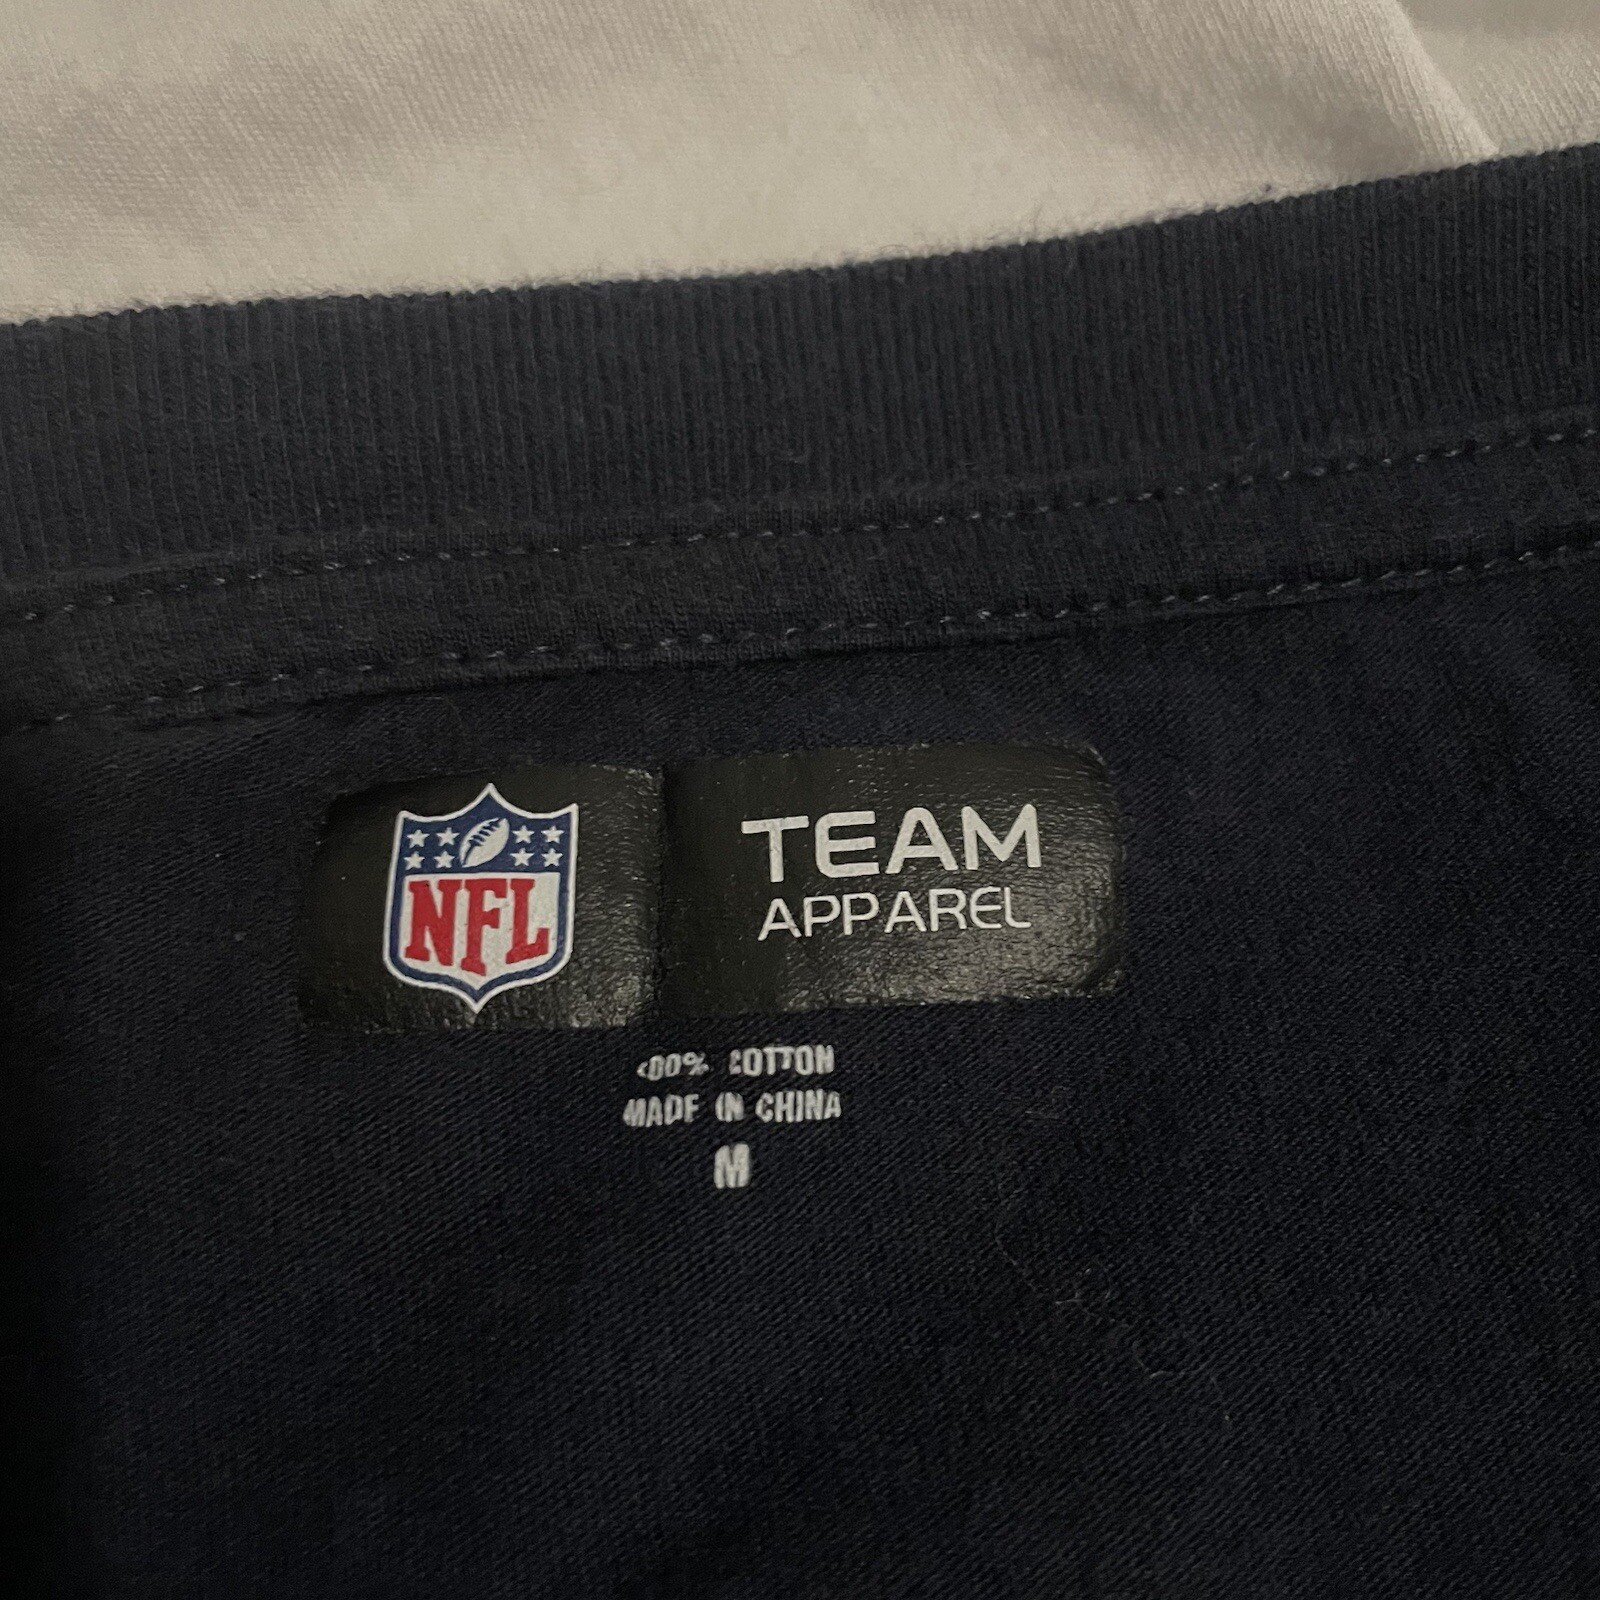 NFL
TEAM
APPAREL
100% COTTON
MADE IN CHINA
M